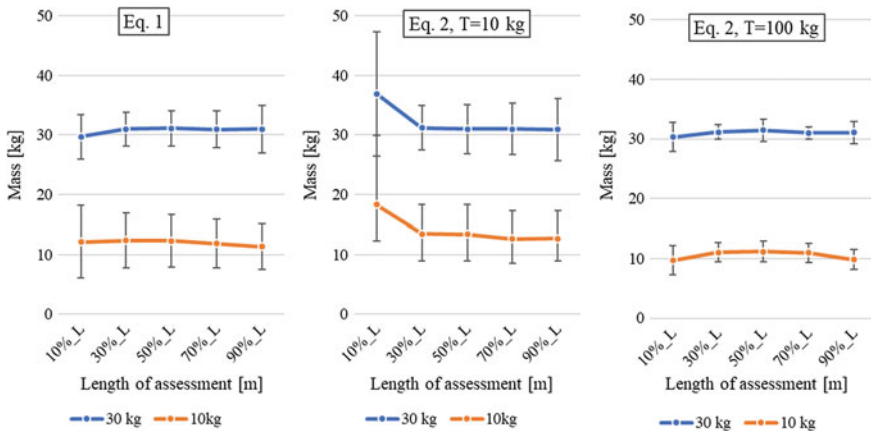 Eq. 1
50
40
30
20
10
0
Mass [kg]
10%_L
30%_L
50%_L
70%_L
90%_L
Length of assessment [m]
30 kg
10kg
Eq. 2, T=10 kg
50
40
30
20
10
0
Mass [kg]
10%_L
30%_L
50%_L
70%_L
90%_L
Length of assessment [m]
30 kg
10kg
Eq. 2, T=100 kg
50
40
30
20
10
0
Mass [kg]
10%_L
30%_L
50%_L
70%_L
90%_L
Length of assessment [m]
30 kg
10 kg